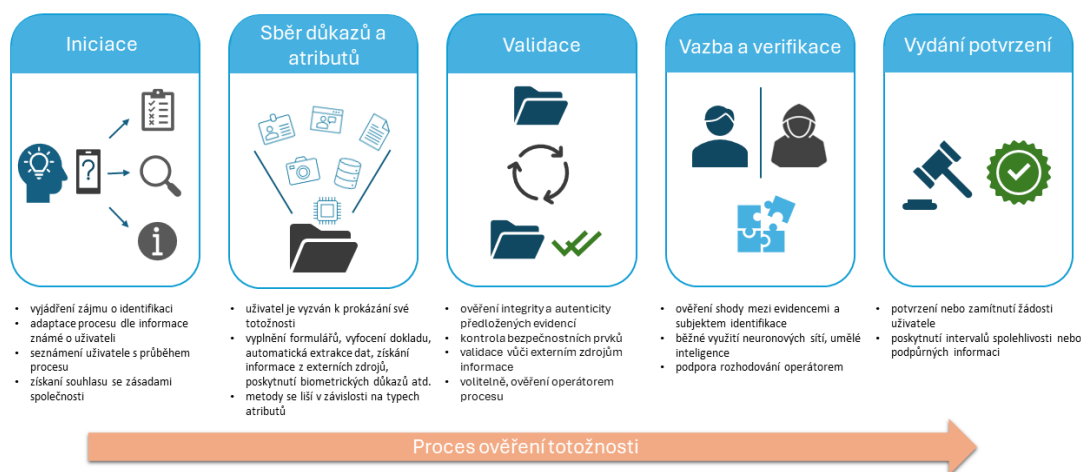 Iniciace
Sběr důkazů a
atributů
Validace
Vazba a verifikace
Vydání potvrzení
• vyjádření zájmu o identifikaci
• adaptace procesu dle informace
známé o uživateli
• seznámení uživatele s průběhem
procesu
• získaní souhlasu se zásadami
společnosti
• uživatel je vyzván k prokázání své
totožnosti
• vyplnění formulářů, vyfocení dokladu,
automatická extrakce dat, získání
informace z externích zdrojů,
poskytnutí biometrických důkazů atd.
• metody se liší v závislosti na typech
atributů
• ověření integrity a autenticity
předložených evidencí
• kontrola bezpečnostních prvků
• validace vůči externím zdrojům
informace
• volitelně, ověření operátorem
procesu
• ověření shody mezi evidencemi a
subjektem identifikace
• běžné využití neuronových sítí, umělé
inteligence
• podpora rozhodování operátorem
• potvrzení nebo zamítnutí žádosti
uživatele
• poskytnutí intervalů spolehlivosti nebo
podpůrných informaci
Proces ověření totožnosti